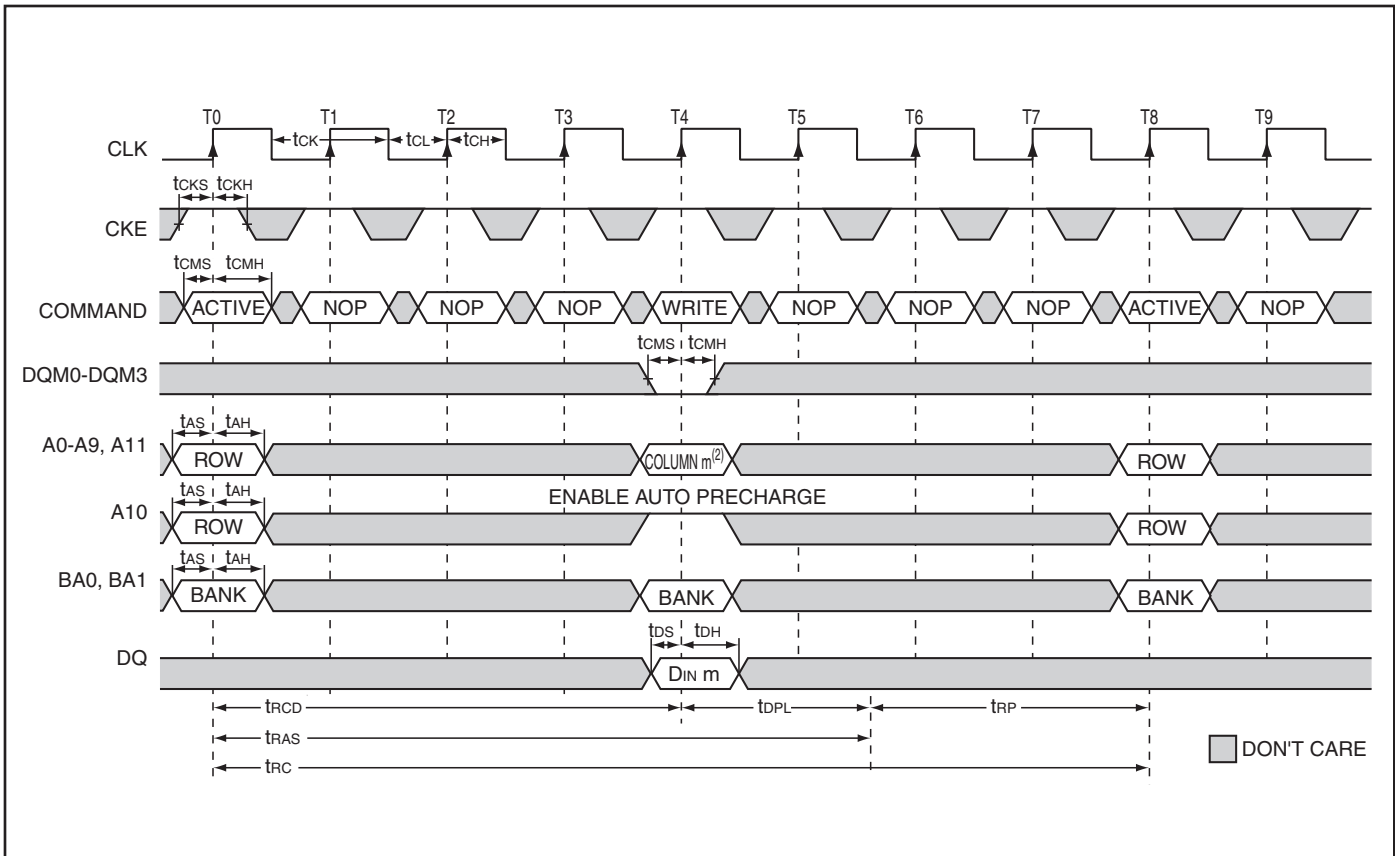 T0 T1 T2 T3 T4 T5 T6 T7 T8 T9
tCK tCL tCH
CLK
tCKS tCKH
CKE
tCMS tCMH
COMMAND ACTIVE NOP NOP NOP WRITE NOP NOP NOP ACTIVE NOP
tCMS tCMH
DQM0-DQM3
tAS tAH
A0-A9, A11 ROW COLUMN m(2) ROW
tAS tAH ENABLE AUTO PRECHARGE
A10 ROW ROW
tAS tAH
BA0, BA1 BANK BANK BANK
tDS tDH
DQ DIN m
tRCD tDPL tRP
tRAS
tRC
DON'T CARE